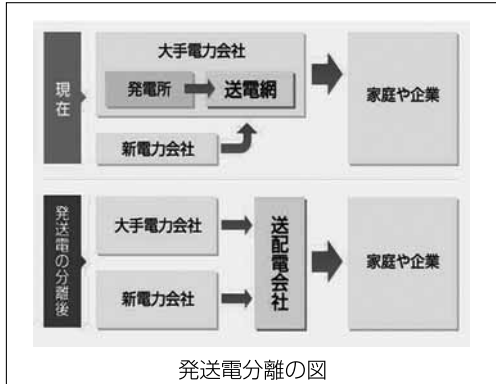 現在
大手電力会社
発電所
送電網
新電力会社
家庭や企業
発送電の分離後
大手電力会社
新電力会社
送配電会社
家庭や企業
発送電分離の図